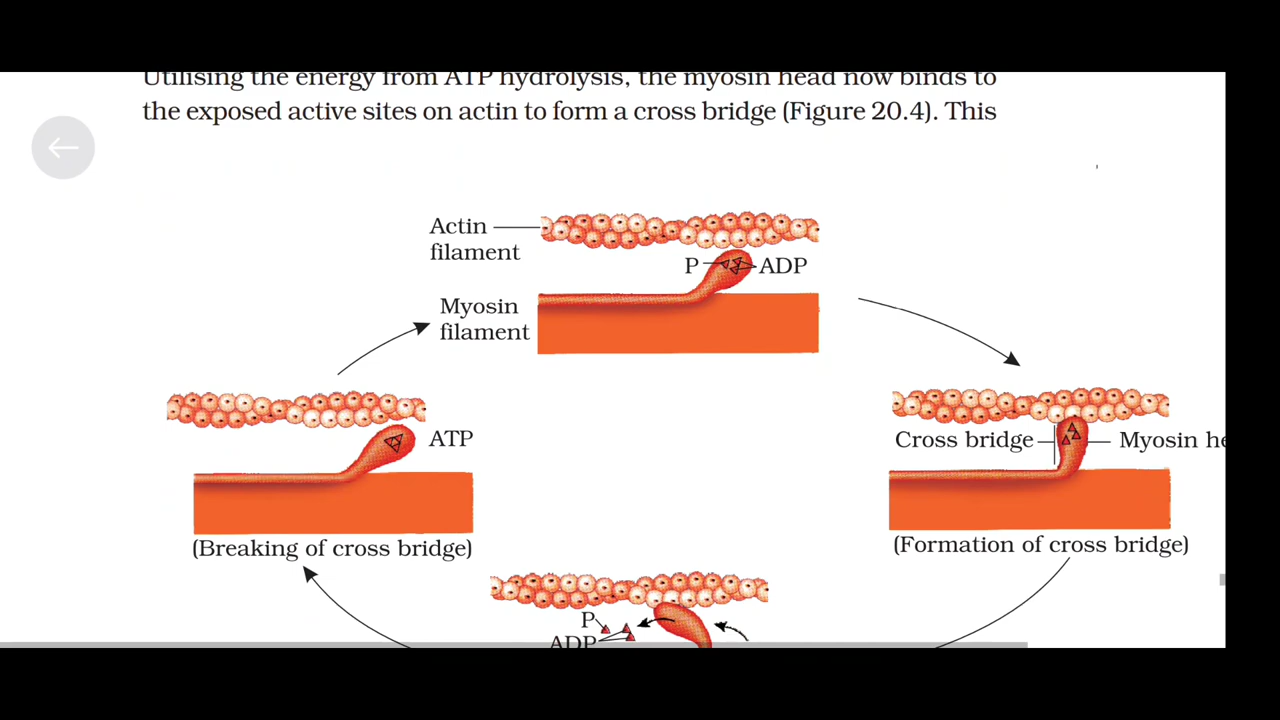 Utilising the energy from ATP hydrolysis, the myosin head now binds to
the exposed active sites on actin to form a cross bridge (Figure 20.4). This
Actin
filament
P
ADP
Myosin
filament
ATP
Cross bridge
Myosin he
(Breaking of cross bridge)
(Formation of cross bridge)
P
ADP